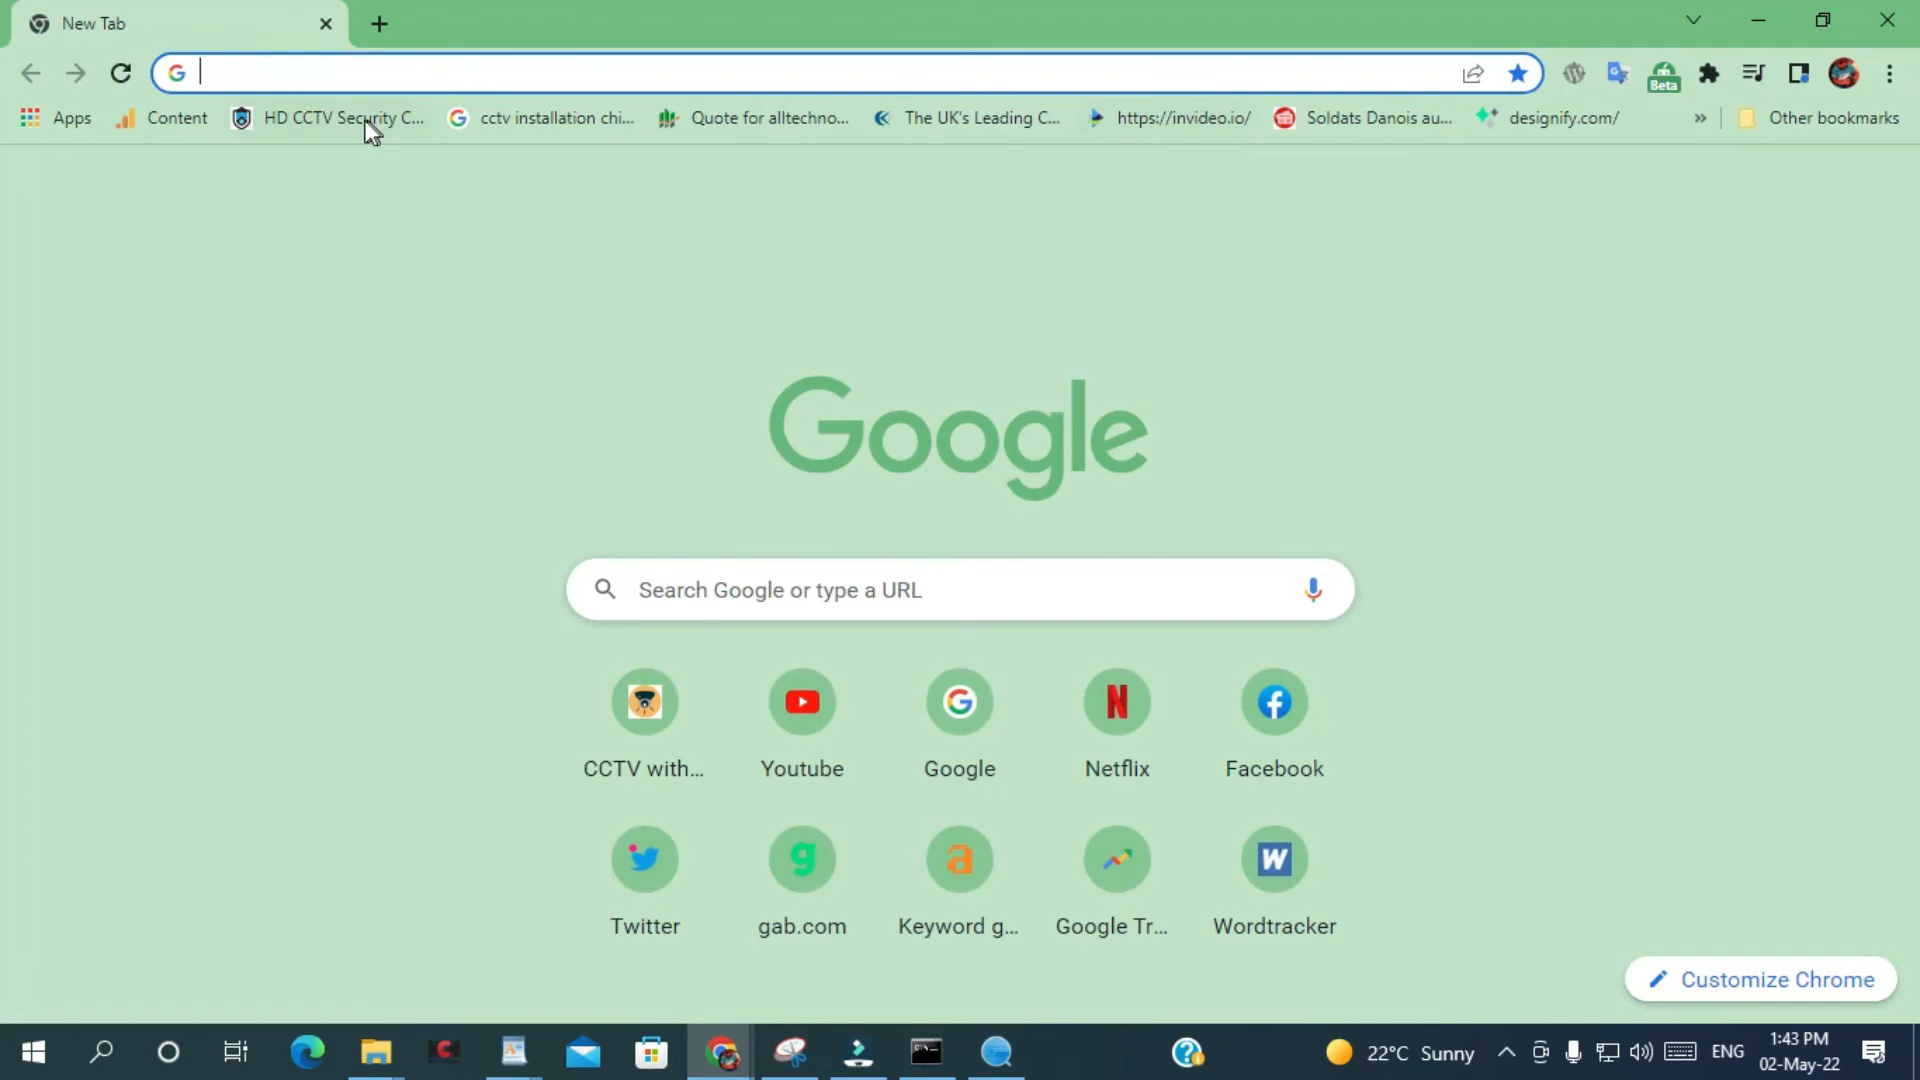 New Tab
Beta
Apps Content HD CCTV Security C... cctv installation chi... Quote for alltechno... The UK's Leading C... https://invideo.io/ Soldats Danois au... designify.com/ » Other bookmarks
Google
Search Google or type a URL
CCTV with... Youtube Google Netflix Facebook
Twitter gab.com Keyword g... Google Tr... Wordtracker
Customize Chrome
22°C Sunny ENG 1:43 PM
02-May-22